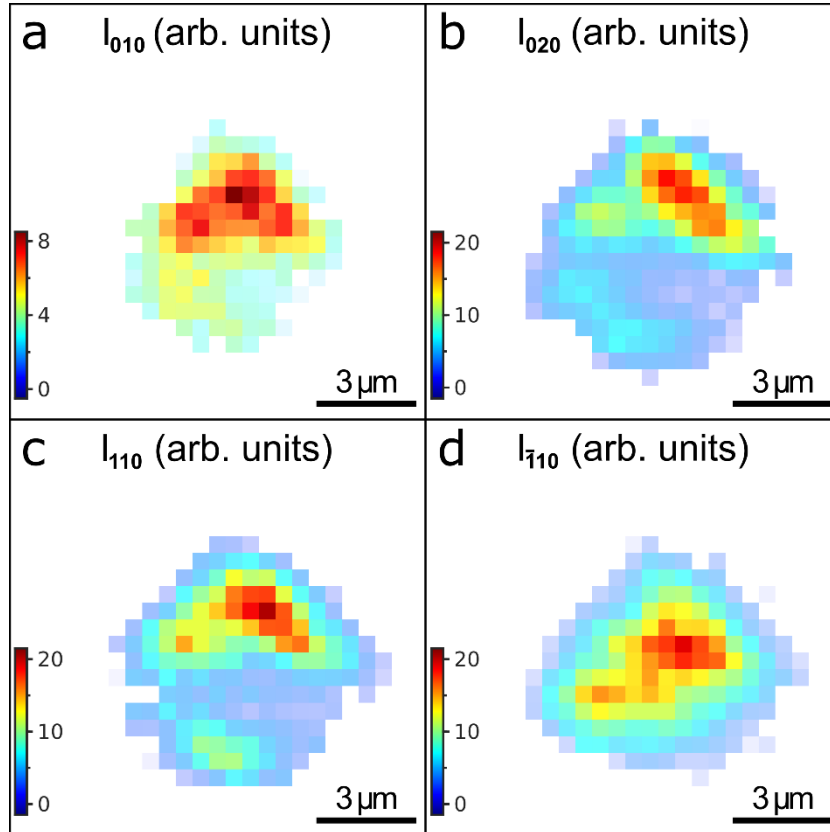 a I₀₁₀ (arb. units)
8
4
0
3 µm
b I₀₂₀ (arb. units)
20
10
0
3 µm
c I₁₁₀ (arb. units)
20
10
0
3 µm
d I₁̄₁₀ (arb. units)
20
10
0
3 µm